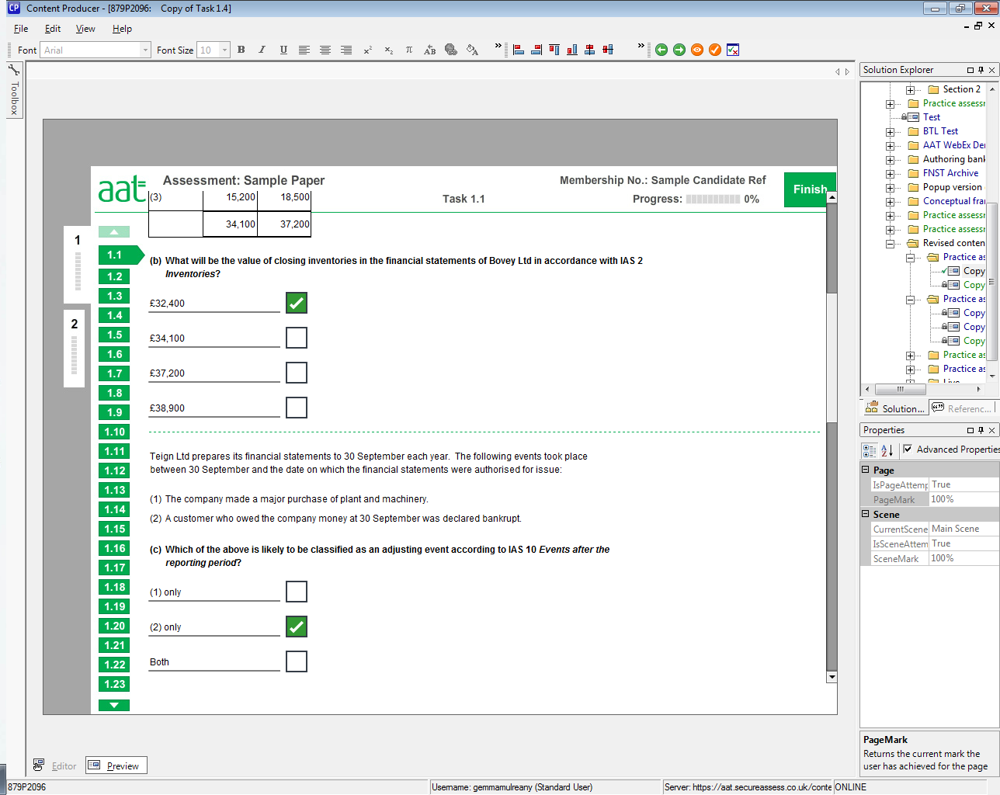 CP Content Producer - [879P2096: Copy of Task 1.4]
File Edit View Help
Font Arial Font Size 10 B I U x² x₂ π
Toolbox
aat
Assessment: Sample Paper
Membership No.: Sample Candidate Ref
Task 1.1
Progress: 0%
Finish
(3) 15,200 18,500
34,100 37,200
1
2
1.1
1.2
1.3
1.4
1.5
1.6
1.7
1.8
1.9
1.10
1.11
1.12
1.13
1.14
1.15
1.16
1.17
1.18
1.19
1.20
1.21
1.22
1.23
(b) What will be the value of closing inventories in the financial statements of Bovey Ltd in accordance with IAS 2
Inventories?
£32,400
£34,100
£37,200
£38,900
Teign Ltd prepares its financial statements to 30 September each year. The following events took place
between 30 September and the date on which the financial statements were authorised for issue:
(1) The company made a major purchase of plant and machinery.
(2) A customer who owed the company money at 30 September was declared bankrupt.
(c) Which of the above is likely to be classified as an adjusting event according to IAS 10 Events after the
reporting period?
(1) only
(2) only
Both
Editor Preview
Solution Explorer
Section 2
Practice assessr
Test
BTL Test
AAT WebEx Der
Authoring bank
FNST Archive
Popup version
Conceptual frar
Practice assessr
Practice assessr
Revised conten
Practice as
Copy
Copy
Practice as
Copy
Copy
Copy
Practice as
Practice as
Live
Solution... Referenc...
Properties
Advanced Properties
Page
IsPageAttemp True
PageMark 100%
Scene
CurrentScene Main Scene
IsSceneAttem True
SceneMark 100%
PageMark
Returns the current mark the
user has achieved for the page
879P2096
Username: gemmamulreany (Standard User)
Server: https://aat.secureassess.co.uk/conte
ONLINE